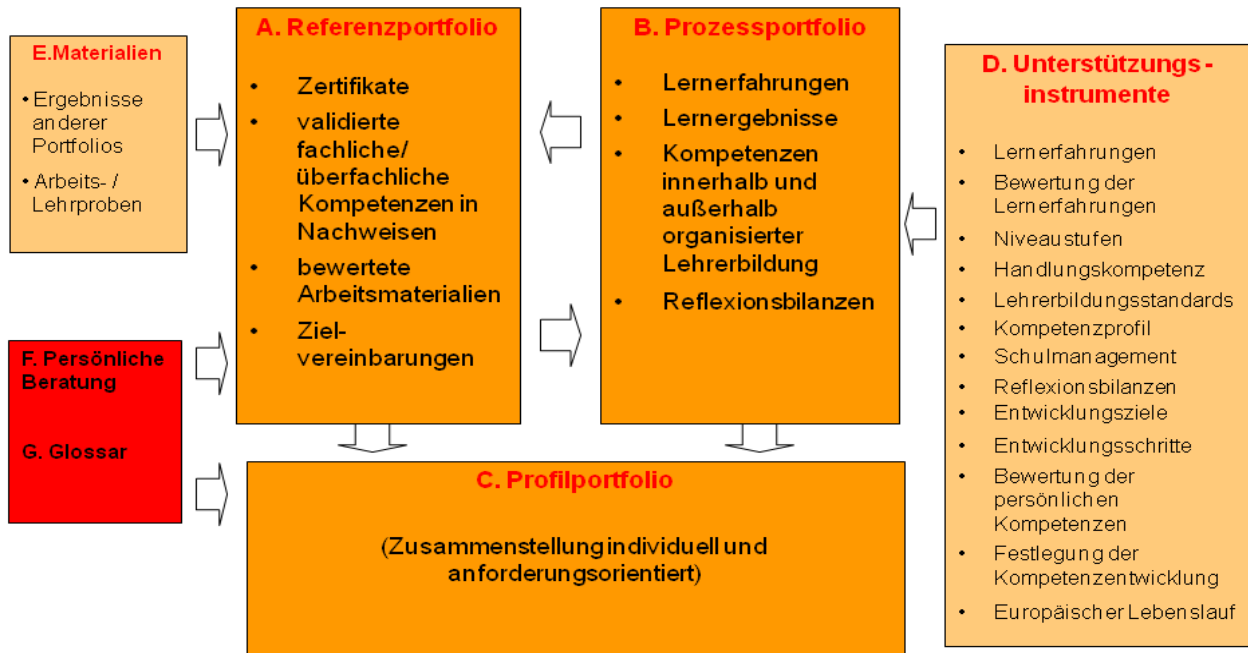 E.Materialien
• Ergebnisse
anderer
Portfolios
• Arbeits- /
Lehrproben
F. Persönliche
Beratung
G. Glossar
A. Referenzportfolio
• Zertifikate
• validierte
fachliche/
überfachliche
Kompetenzen in
Nachweisen
• bewertete
Arbeitsmaterialien
• Ziel-
vereinbarungen
B. Prozessportfolio
• Lernerfahrungen
• Lernergebnisse
• Kompetenzen
innerhalb und
außerhalb
organisierter
Lehrerbildung
• Reflexionsbilanzen
C. Profilportfolio
(Zusammenstellung individuell und
anforderungsorientiert)
D. Unterstützungs-
instrumente
• Lernerfahrungen
• Bewertung der
Lernerfahrungen
• Niveaustufen
• Handlungskompetenz
• Lehrerbildungsstandards
• Kompetenzprofil
• Schulmanagement
• Reflexionsbilanzen
• Entwicklungsziele
• Entwicklungsschritte
• Bewertung der
persönlichen
Kompetenzen
• Festlegung der
Kompetenzentwicklung
• Europäischer Lebenslauf